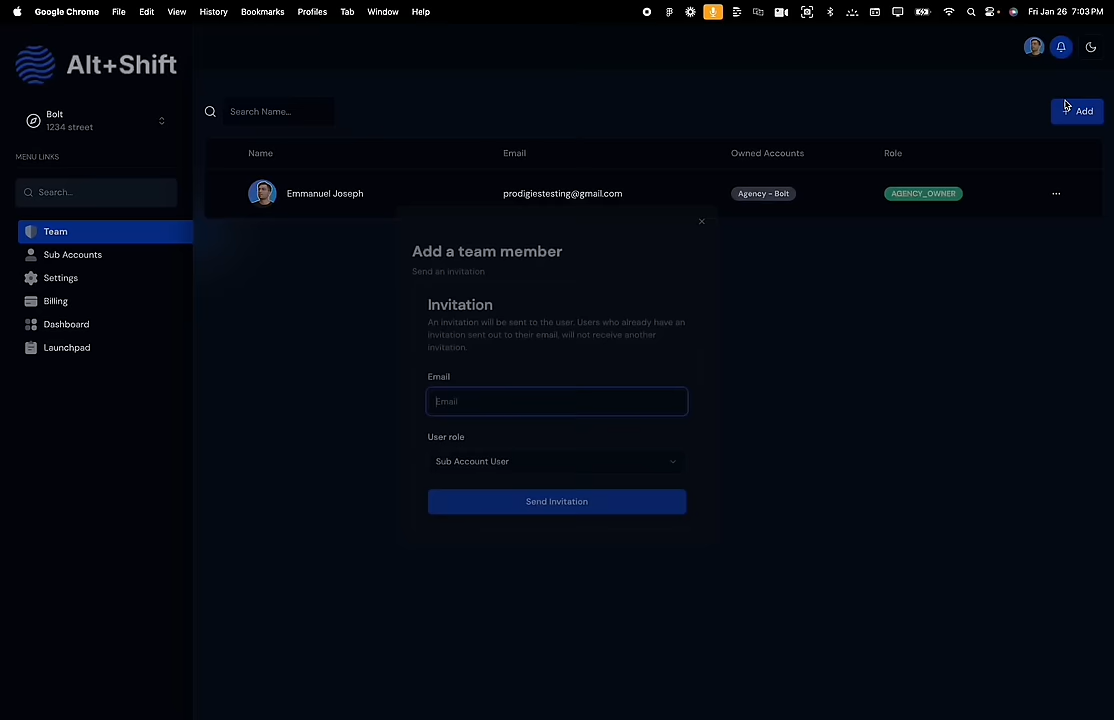 Google Chrome File Edit View History Bookmarks Profiles Tab Window Help Fri Jan 26 7:03 PM
Alt+Shift
Bolt
1234 street
MENU LINKS
Search...
Team
Sub Accounts
Settings
Billing
Dashboard
Launchpad
Search Name...
Add
Name Email Owned Accounts Role
Emmanuel Joseph prodigiestesting@gmail.com Agency - Bolt AGENCY_OWNER
Add a team member
Send an invitation
Invitation
An invitation will be sent to the user. Users who already have an
invitation sent out to their email, will not receive another
invitation.
Email
Email
User role
Sub Account User
Send Invitation